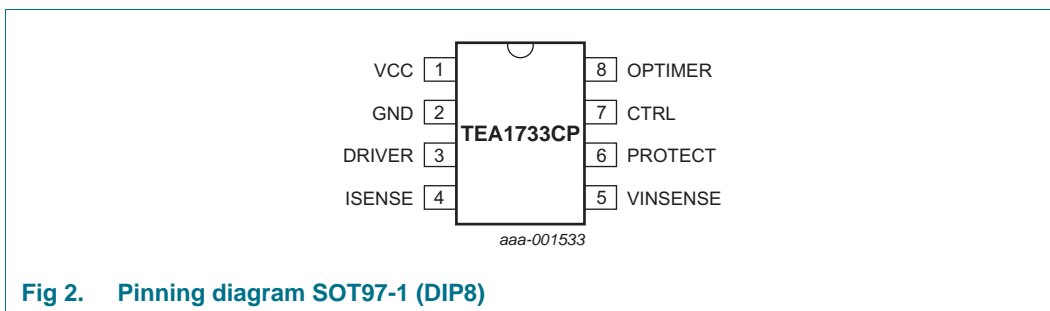 VCC 1 8 OPTIMER
GND 2 7 CTRL
TEA1733CP
DRIVER 3 6 PROTECT
ISENSE 4 5 VINSENSE
aaa-001533
Fig 2. Pinning diagram SOT97-1 (DIP8)